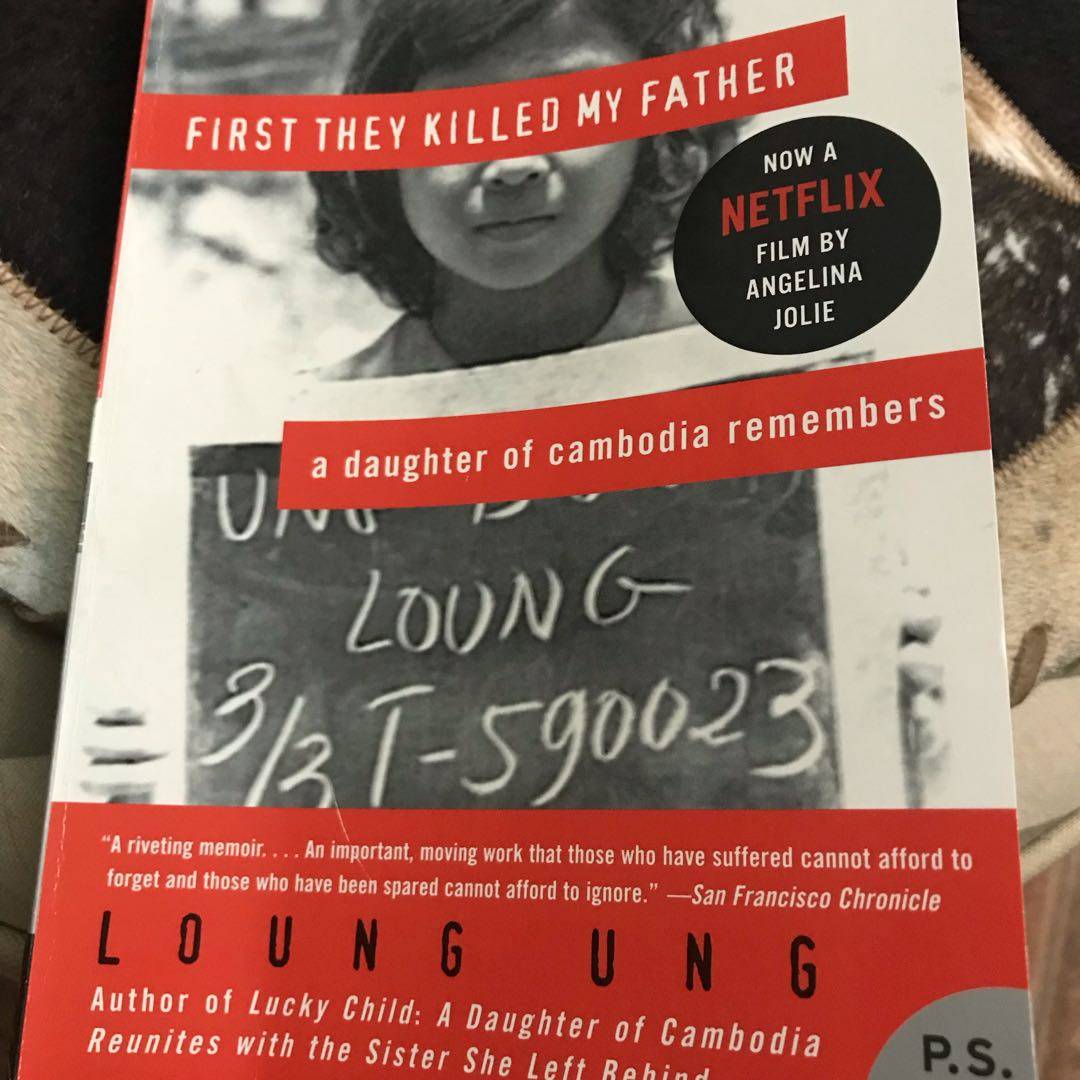 FIRST THEY KILLED MY FATHER
NOW A
NETFLIX
FILM BY
ANGELINA
JOLIE
a daughter of cambodia remembers
LOUNG
3/3 T-590023
“A riveting memoir. . . . An important, moving work that those who have suffered cannot afford to
forget and those who have been spared cannot afford to ignore.” —San Francisco Chronicle
LOUNG UNG
Author of Lucky Child: A Daughter of Cambodia
Reunites with the Sister She Left Behind
P.S.